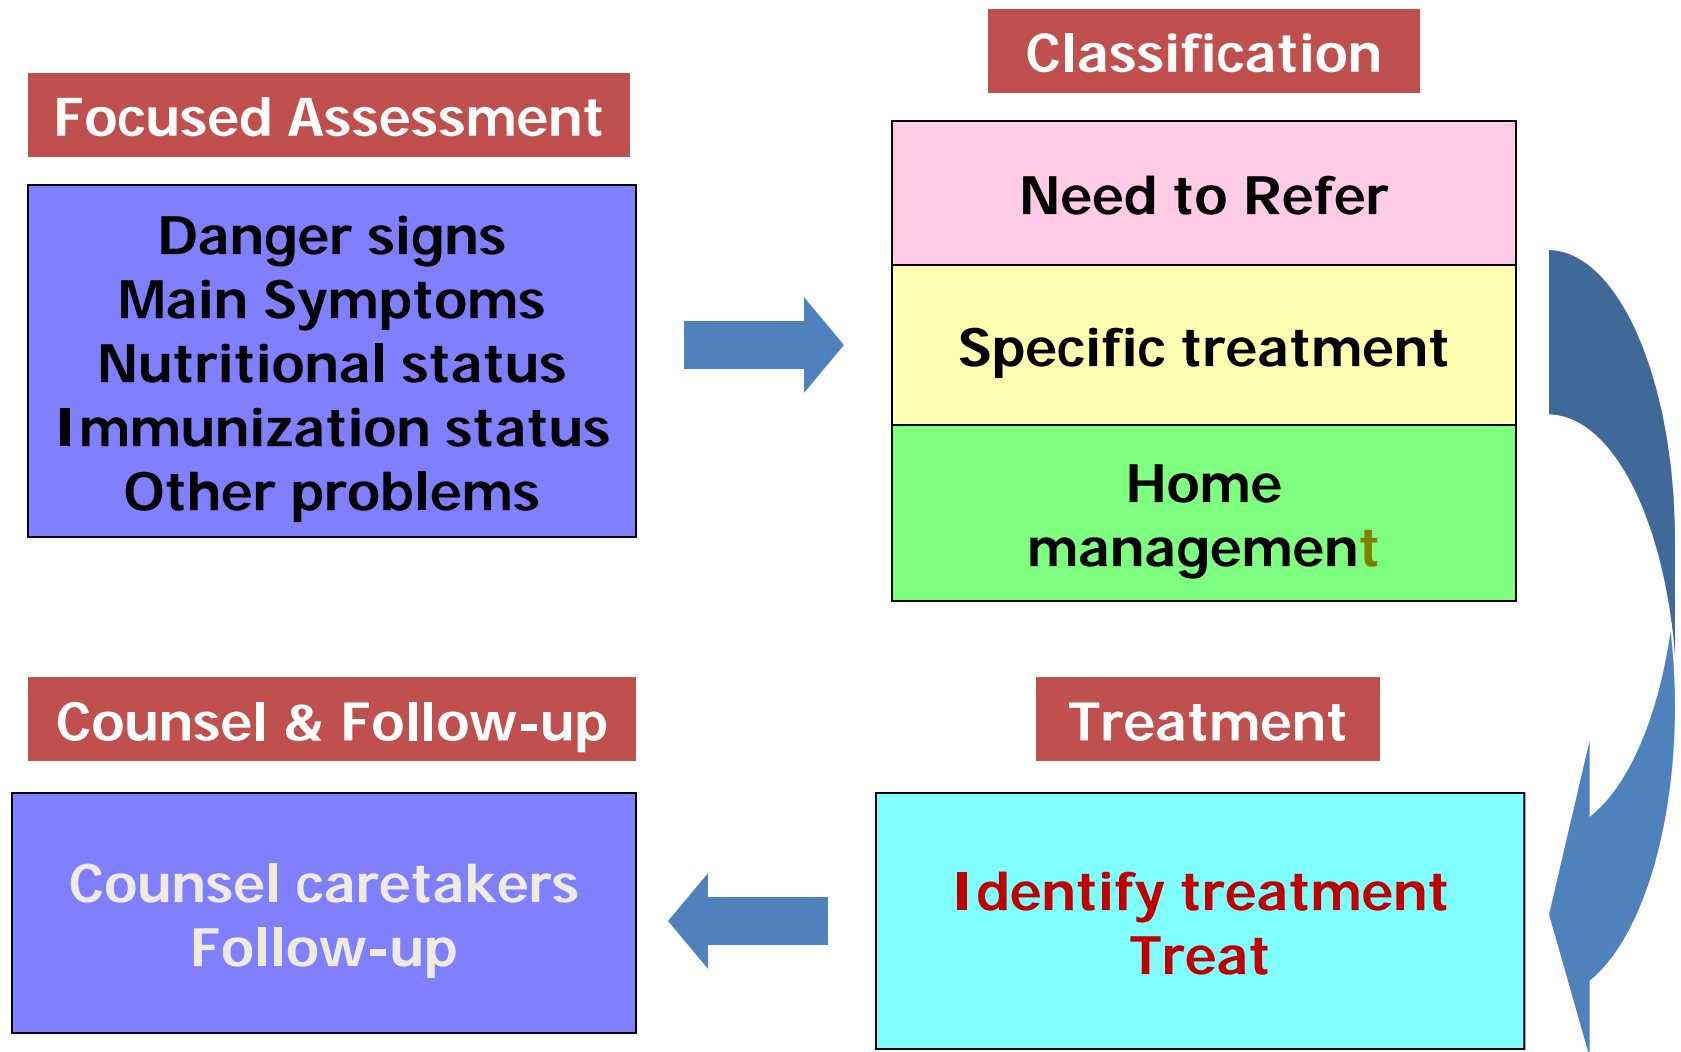 Focused Assessment
Danger signs
Main Symptoms
Nutritional status
Immunization status
Other problems
Classification
Need to Refer
Specific treatment
Home
management
Treatment
Identify treatment
Treat
Counsel & Follow-up
Counsel caretakers
Follow-up